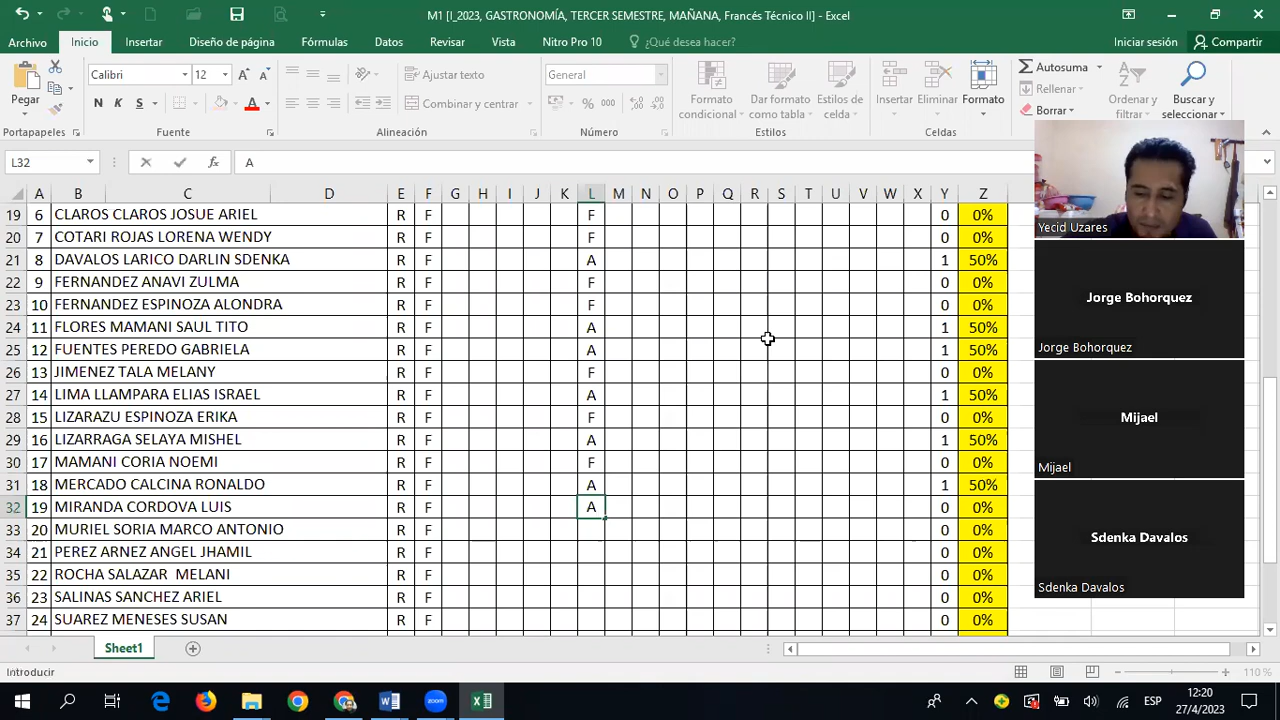 M1 [I_2023, GASTRONOMÍA, TERCER SEMESTRE, MAÑANA, Francés Técnico II] - Excel
Archivo Inicio Insertar Diseño de página Fórmulas Datos Revisar Vista Nitro Pro 10 ¿Qué desea hacer? Iniciar sesión Compartir
Pegar
Calibri 12
N K S
Ajustar texto
Combinar y centrar
General
% 000
Formato condicional
Dar formato como tabla
Estilos de celda
Insertar Eliminar Formato
Autosuma
Rellenar
Borrar
Ordenar y filtrar
Buscar y seleccionar
Portapapeles Fuente Alineación Número Estilos Celdas
L32 fx A
A B C D E F G H I J K L M N O P Q R S T U V W X Y Z
19 6 CLAROS CLAROS JOSUE ARIEL R F F 0 0%
20 7 COTARI ROJAS LORENA WENDY R F F 0 0%
21 8 DAVALOS LARICO DARLIN SDENKA R F A 1 50%
22 9 FERNANDEZ ANAVI ZULMA R F F 0 0%
23 10 FERNANDEZ ESPINOZA ALONDRA R F F 0 0%
24 11 FLORES MAMANI SAUL TITO R F A 1 50%
25 12 FUENTES PEREDO GABRIELA R F A 1 50%
26 13 JIMENEZ TALA MELANY R F F 0 0%
27 14 LIMA LLAMPARA ELIAS ISRAEL R F A 1 50%
28 15 LIZARAZU ESPINOZA ERIKA R F F 0 0%
29 16 LIZARRAGA SELAYA MISHEL R F A 1 50%
30 17 MAMANI CORIA NOEMI R F F 0 0%
31 18 MERCADO CALCINA RONALDO R F A 1 50%
32 19 MIRANDA CORDOVA LUIS R F A 0 0%
33 20 MURIEL SORIA MARCO ANTONIO R F 0 0%
34 21 PEREZ ARNEZ ANGEL JHAMIL R F 0 0%
35 22 ROCHA SALAZAR MELANI R F 0 0%
36 23 SALINAS SANCHEZ ARIEL R F 0 0%
37 24 SUAREZ MENESES SUSAN R F 0 0%
Yecid Uzares
Jorge Bohorquez
Jorge Bohorquez
Mijael
Mijael
Sdenka Davalos
Sdenka Davalos
Sheet1
Introducir
110 %
zoom
ESP
12:20
27/4/2023